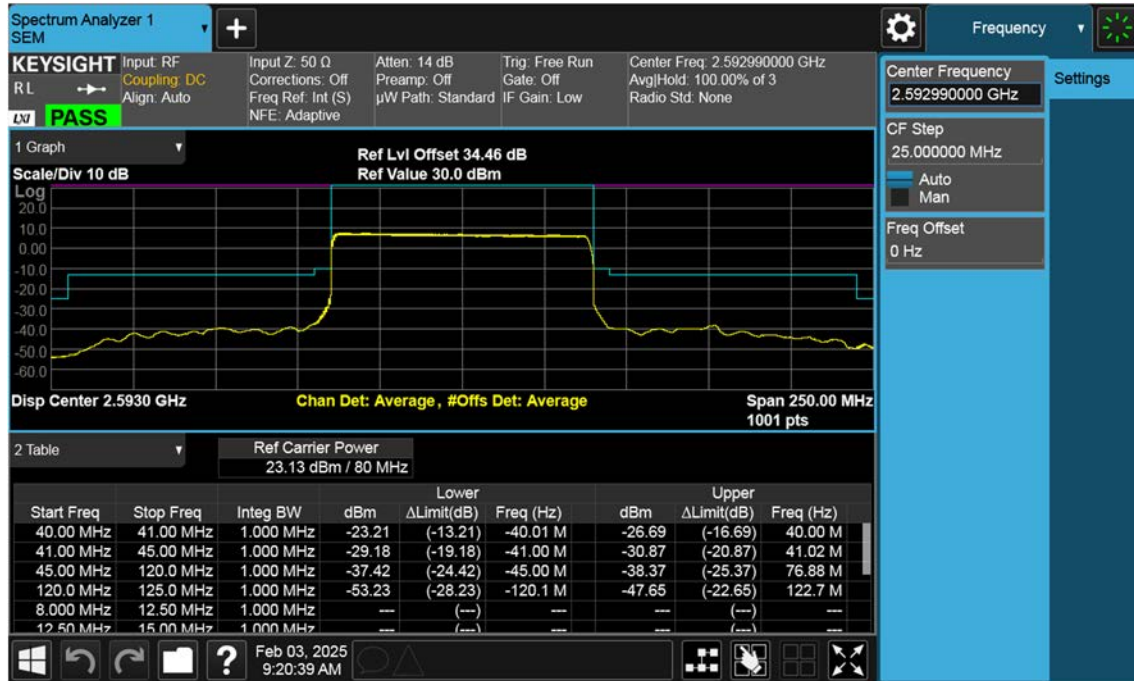 Spectrum Analyzer 1
SEM
Frequency
KEYSIGHT
R L
LXI PASS
Input: RF
Coupling: DC
Align: Auto
Input Z: 50 Ω
Corrections: Off
Freq Ref: Int (S)
NFE: Adaptive
Atten: 14 dB
Preamp: Off
µW Path: Standard
Trig: Free Run
Gate: Off
IF Gain: Low
Center Freq: 2.592990000 GHz
Avg|Hold: 100.00% of 3
Radio Std: None
Center Frequency
2.592990000 GHz
Settings
CF Step
25.000000 MHz
Auto
Man
Freq Offset
0 Hz
1 Graph
Scale/Div 10 dB
Ref Lvl Offset 34.46 dB
Ref Value 30.0 dBm
Log
20.0
10.0
0.00
-10.0
-20.0
-30.0
-40.0
-50.0
-60.0
Disp Center 2.5930 GHz
Chan Det: Average, #Offs Det: Average
Span 250.00 MHz
1001 pts
2 Table
Ref Carrier Power
23.13 dBm / 80 MHz
Lower Upper
Start Freq Stop Freq Integ BW dBm ΔLimit(dB) Freq (Hz) dBm ΔLimit(dB) Freq (Hz)
40.00 MHz 41.00 MHz 1.000 MHz -23.21 (-13.21) -40.01 M -26.69 (-16.69) 40.00 M
41.00 MHz 45.00 MHz 1.000 MHz -29.18 (-19.18) -41.00 M -30.87 (-20.87) 41.02 M
45.00 MHz 120.0 MHz 1.000 MHz -37.42 (-24.42) -45.00 M -38.37 (-25.37) 76.88 M
120.0 MHz 125.0 MHz 1.000 MHz -53.23 (-28.23) -120.1 M -47.65 (-22.65) 122.7 M
8.000 MHz 12.50 MHz 1.000 MHz --- (---) --- --- (---) ---
12.50 MHz 15.00 MHz 1.000 MHz --- (---) --- --- (---) ---
Feb 03, 2025
9:20:39 AM